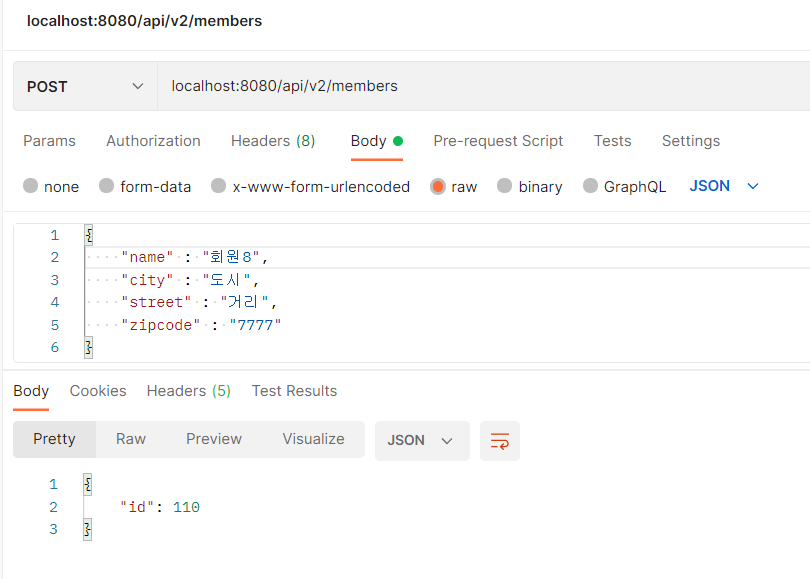 localhost:8080/api/v2/members
POST localhost:8080/api/v2/members
Params Authorization Headers (8) Body Pre-request Script Tests Settings
none form-data x-www-form-urlencoded raw binary GraphQL JSON
1 {
2 "name" : "회원8",
3 "city" : "도시",
4 "street" : "거리",
5 "zipcode" : "7777"
6 }
Body Cookies Headers (5) Test Results
Pretty Raw Preview Visualize JSON
1 {
2 "id": 110
3 }